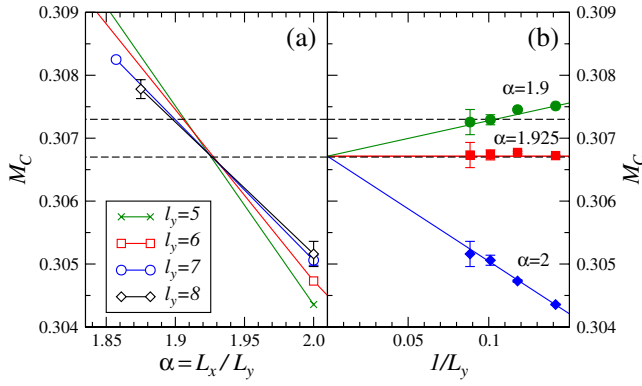 0.309
0.308
0.307
0.306
0.305
0.304
M_C
(a)
l_y=5
l_y=6
l_y=7
l_y=8
1.85
1.9
1.95
2.0
α = L_x / L_y
(b)
α=1.9
α=1.925
α=2
0.05
0.1
1/L_y
0.309
0.308
0.307
0.306
0.305
0.304
M_C